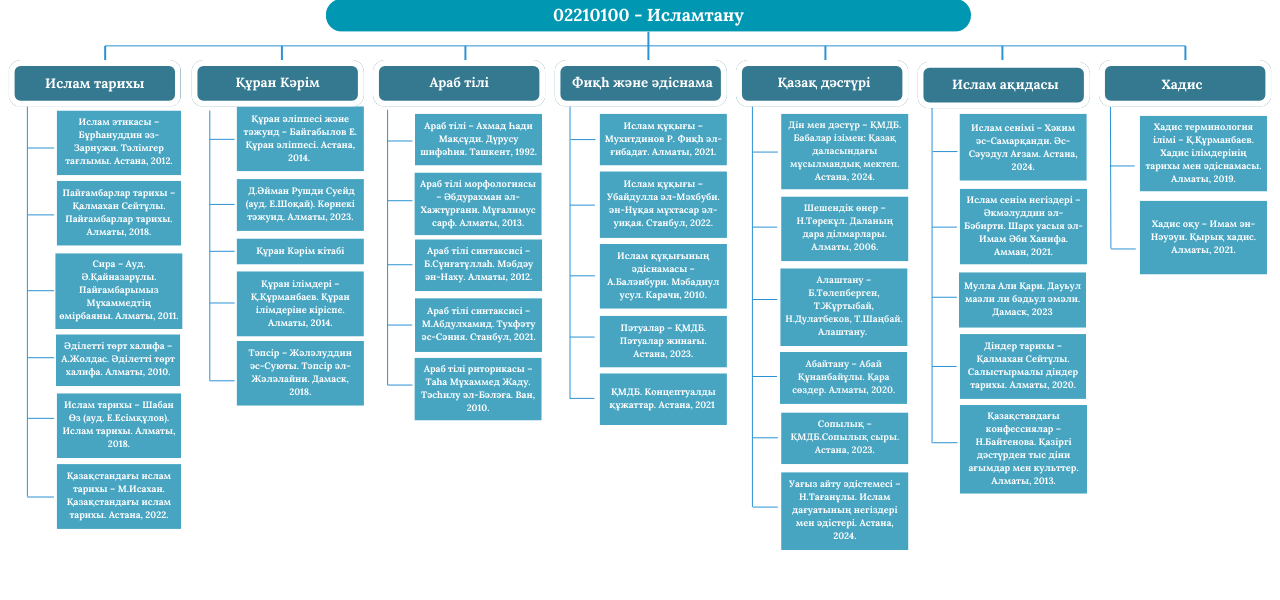 02210100 - Исламтану
Ислам тарихы
Ислам этикасы –
Бұрһануддин әз-
Зарнужи. Тәлімгер
тағлымы. Астана, 2012.
Пайғамбарлар тарихы –
Қалмахан Сейтұлы.
Пайғамбарлар тарихы.
Алматы, 2018.
Сира – Ауд.
Ә.Қайназарұлы.
Пайғамбарымыз
Мұхаммедтің
өмірбаяны. Алматы, 2011.
Әділетті төрт халифа –
А.Жолдас. Әділетті төрт
халифа. Алматы, 2010.
Ислам тарихы – Шабан
Өз (ауд. Е.Есімқұлов).
Ислам тарихы. Алматы,
2018.
Қазақстандағы ислам
тарихы – М.Исахан.
Қазақстандағы ислам
тарихы. Астана, 2022.
Құран Кәрім
Құран әліппесі және
тәжуид – Байғабылов Е.
Құран әліппесі. Астана,
2014.
Д.Әйман Рушди Суейд
(ауд. Е.Шоқай). Көрнекі
тәжуид. Алматы, 2023.
Құран Кәрім кітабі
Құран ілімдері –
Қ.Құрманбаев. Құран
ілімдеріне кіріспе.
Алматы, 2014.
Тәпсір – Жәләлуддин
әс-Суюты. Тәпсір әл-
Жәләлайни. Дамаск,
2018.
Араб тілі
Араб тілі – Ахмад Һади
Мақсұди. Дүрусу
шифәһия. Ташкент, 1992.
Араб тілі морфологиясы
– Әбдурахман әл-
Хажтұрғани. Мұғалимус
сарф. Алматы, 2013.
Араб тілі синтаксисі –
Б.Сұнғатұллаһ. Мәбдәу
ән-Наху. Алматы, 2012.
Араб тілі синтаксисі –
М.Абдулхамид. Тухфәту
әс-Сәния. Станбул, 2021.
Араб тілі риторикасы –
Таһа Мұхаммед Жаду.
Тәсһилу әл-Бәләға. Ван,
2010.
Фиқһ және әдіснама
Ислам құқығы –
Мухитдинов Р. Фиқһ әл-
ғибадат. Алматы, 2021.
Ислам құқығы –
Убайдулла әл-Мәхбуби.
ән-Нұқая мұхтасар әл-
уиқая. Станбул, 2022.
Ислам құқығының
әдіснамасы –
А.Баләнбури. Мәбадиул
усул. Карачи, 2010.
Пәтуалар – ҚМДБ.
Пәтуалар жинағы.
Астана, 2023.
ҚМДБ. Концептуалды
құжаттар. Астана, 2021
Қазақ дәстүрі
Дін мен дәстүр – ҚМДБ.
Бабалар ізімен: Қазақ
даласындағы
мұсылмандық мектеп.
Астана, 2024.
Шешендік өнер –
Н.Төреқұл. Даланың
дара ділмарлары.
Алматы, 2006.
Алаштану –
Б.Төлепберген,
Т.Жұртыбай,
Н.Дулатбеков, Т.Шаңбай.
Алаштану.
Абайтану – Абай
Құнанбайұлы. Қара
сөздер. Алматы, 2020.
Сопылық –
ҚМДБ.Сопылық сыры.
Астана, 2023.
Уағыз айту әдістемесі –
Н.Тағанұлы. Ислам
дағуатының негіздері
мен әдістері. Астана,
2024.
Ислам ақидасы
Ислам сенімі – Хәким
әс-Самарқанди. Әс-
Сәуәдул Ағзам. Астана,
2024.
Ислам сенім негіздері –
Әкмәлуддин әл-
Бәбирти. Шарх уасыя әл-
Имам Әби Ханифа.
Амман, 2021.
Мулла Али Қари. Дауьул
маәли ли бәдьул әмәли.
Дамаск, 2023
Діндер тарихы –
Қалмахан Сейтұлы.
Салыстырмалы діндер
тарихы. Алматы, 2020.
Қазақстандағы
конфессиялар –
Н.Байтенова. Қазіргі
дәстүрден тыс діни
ағымдар мен культтер.
Алматы, 2013.
Хадис
Хадис терминология
ілімі – Қ.Құрманбаев.
Хадис ілімдерінің
тарихы мен әдіснамасы.
Алматы, 2019.
Хадис оқу – Имам ән-
Нәуәуи. Қырық хадис.
Алматы, 2021.